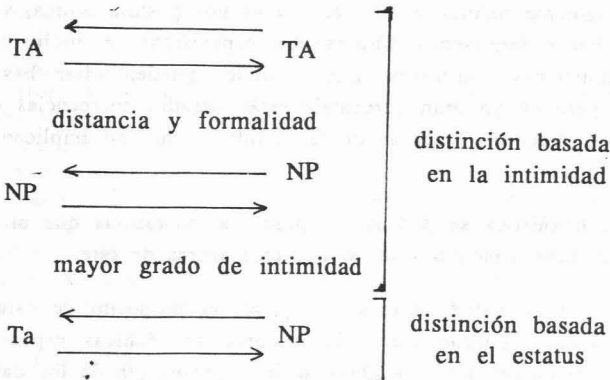 TA TA
distancia y formalidad
distinción basada
en la intimidad
NP NP
mayor grado de intimidad
Ta NP
distinción basada
en el estatus